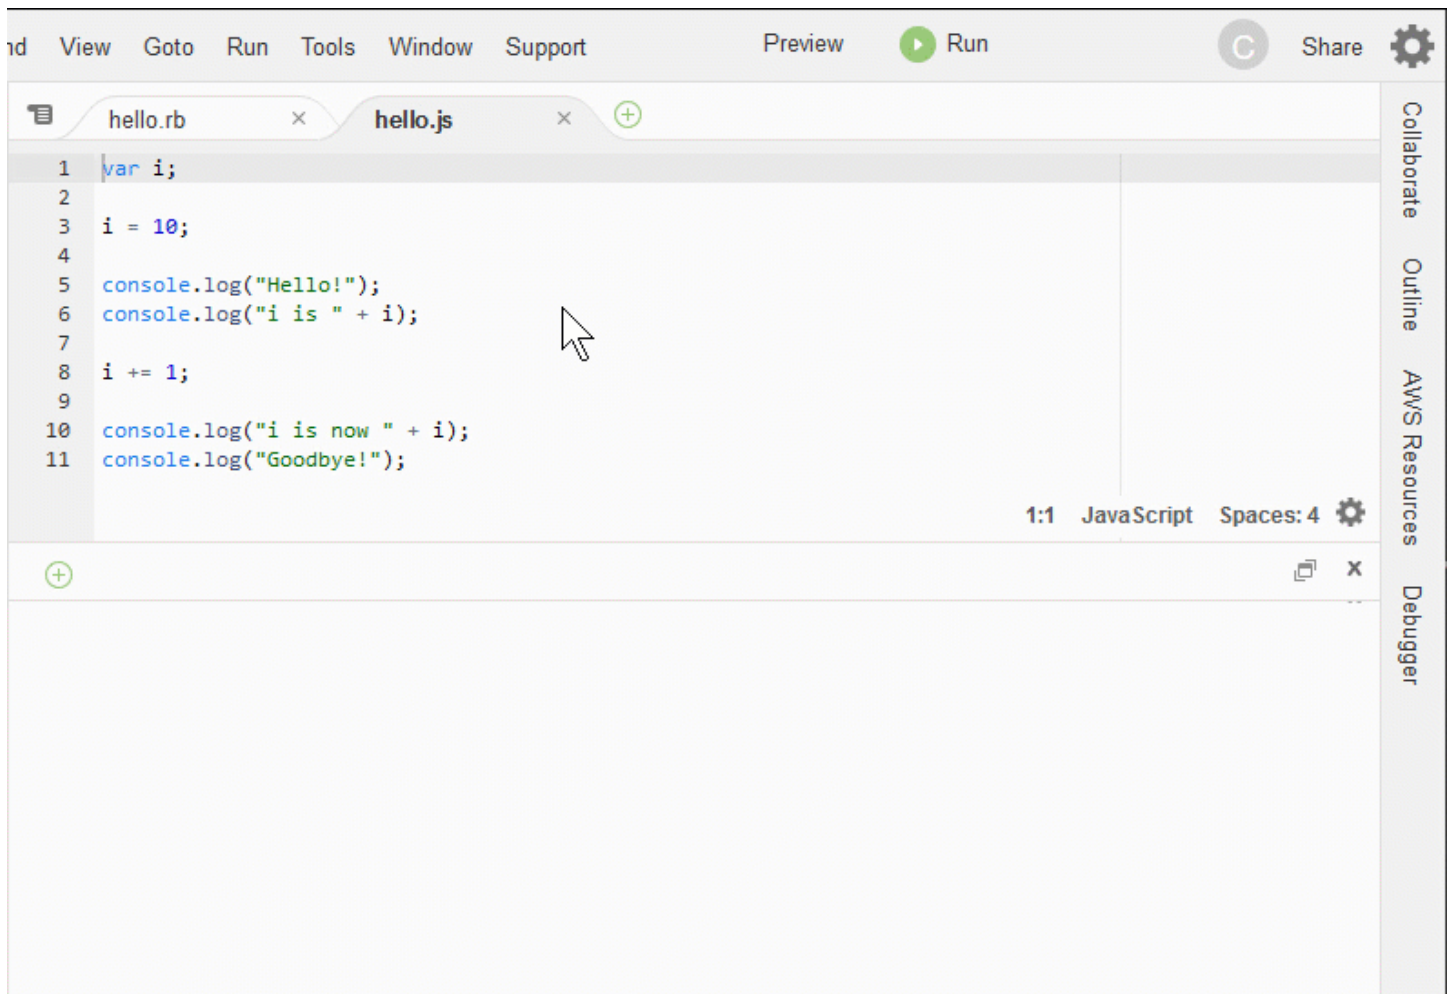 nd View Goto Run Tools Window Support Preview Run C Share
hello.rb hello.js
1 var i;
2
3 i = 10;
4
5 console.log("Hello!");
6 console.log("i is " + i);
7
8 i += 1;
9
10 console.log("i is now " + i);
11 console.log("Goodbye!");
1:1 JavaScript Spaces: 4
Collaborate
Outline
AWS Resources
Debugger